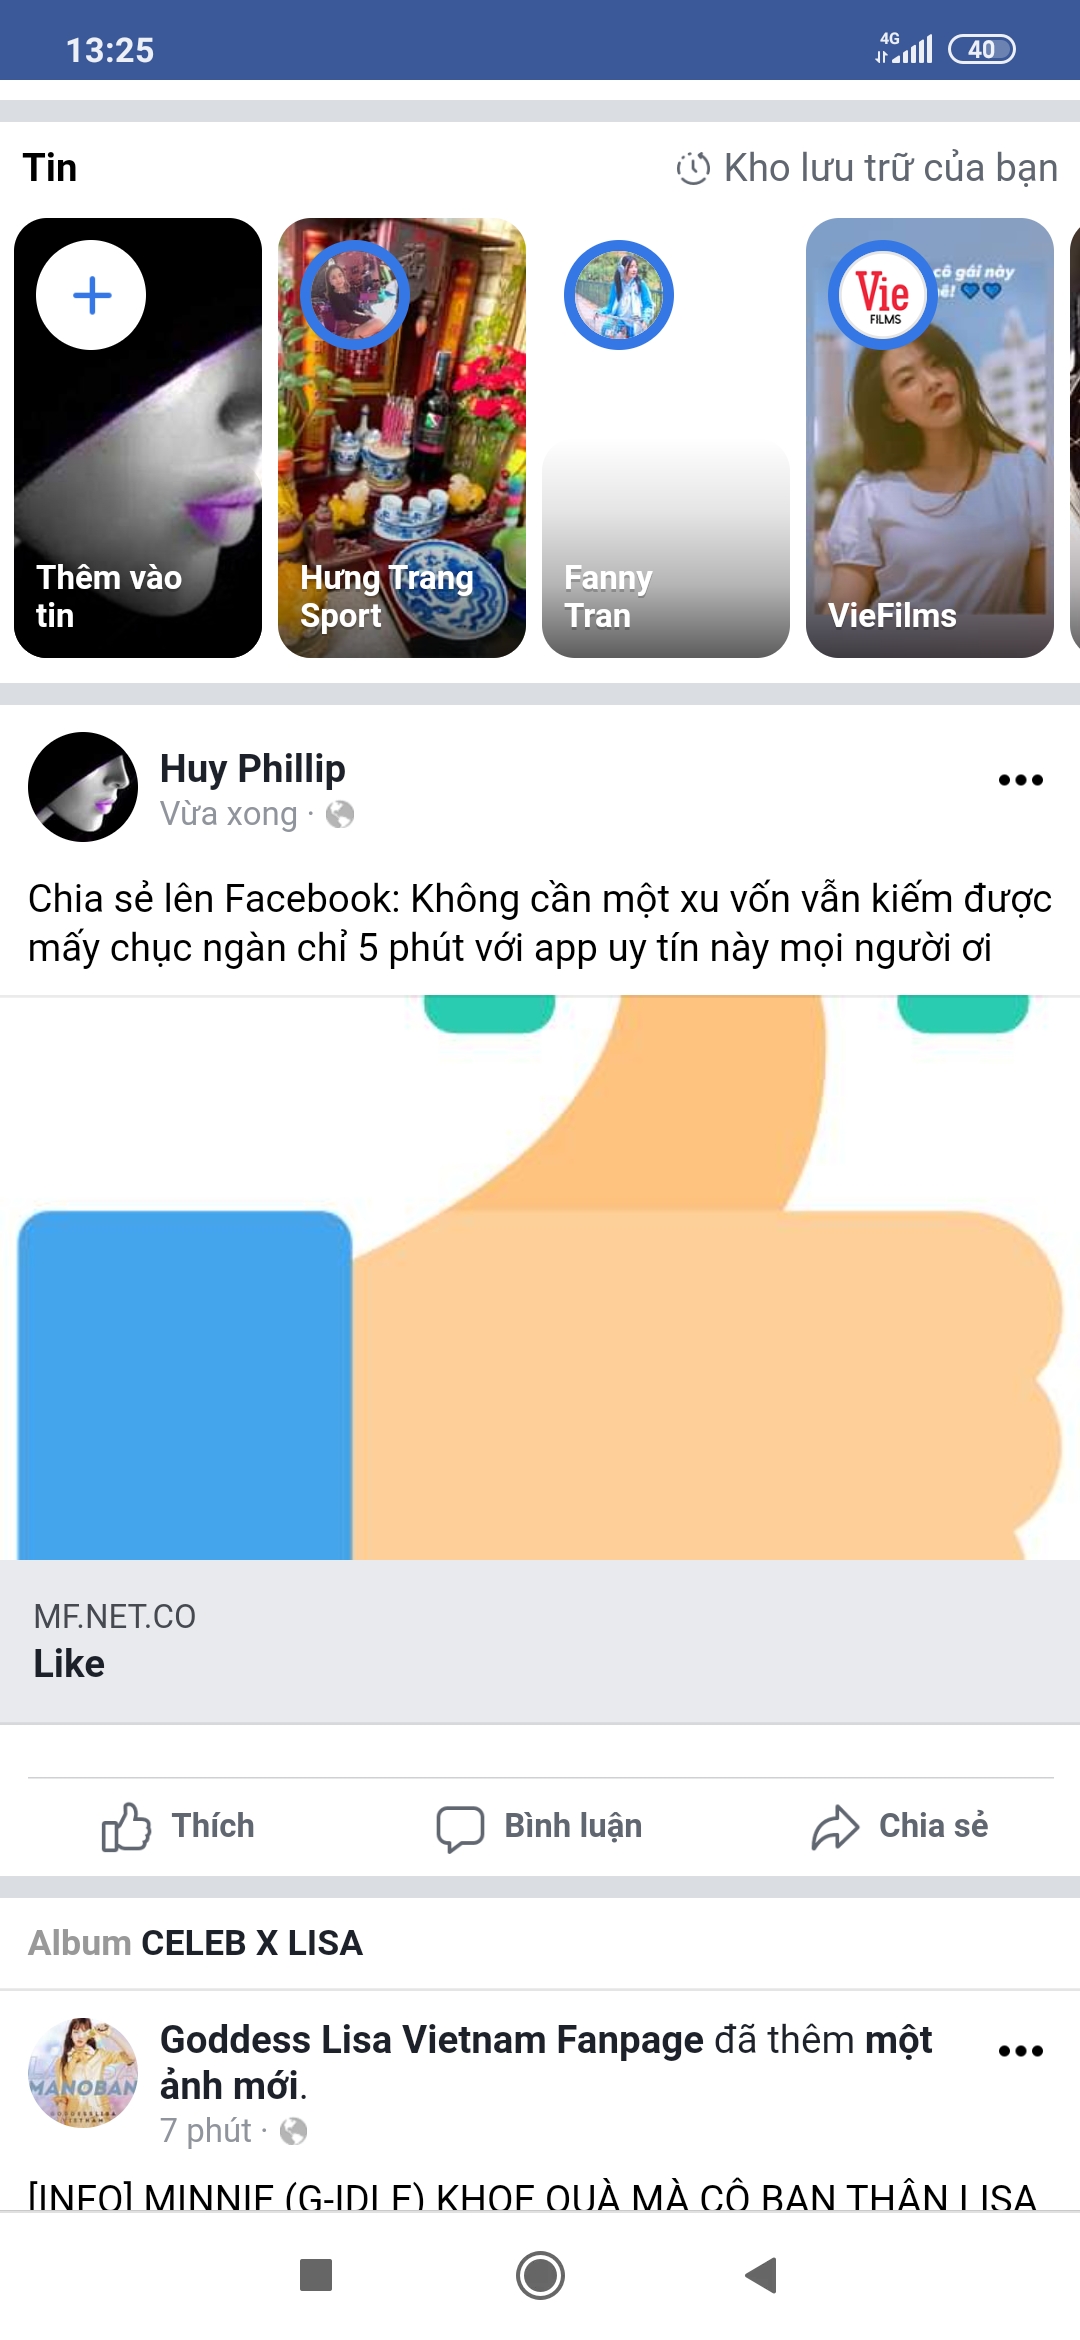 13:25
4G
40
Tin
Kho lưu trữ của bạn
Thêm vào
tin
Hưng Trang
Sport
Fanny
Tran
cô gái này
ê! 💙💙
Vie
FILMS
VieFilms
Huy Phillip
Vừa xong ·
Chia sẻ lên Facebook: Không cần một xu vốn vẫn kiếm được
mấy chục ngàn chỉ 5 phút với app uy tín này mọi người ơi
MF.NET.CO
Like
Thích
Bình luận
Chia sẻ
Album CELEB X LISA
Goddess Lisa Vietnam Fanpage đã thêm một
ảnh mới.
7 phút ·
MANOBAN
[INFO] MINNIE (G-IDLE) KHOE QUÀ MÀ CÔ BẠN THÂN LISA